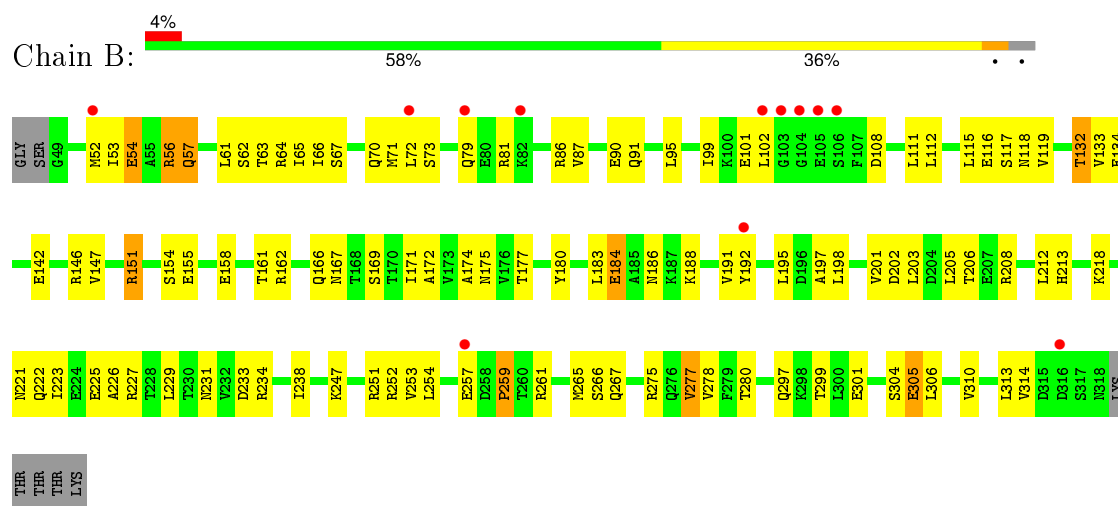 4%
Chain B:
58% 36% • •
GLY SER G49 M52 I53 E54 A55 R56 Q57 L61 S62 T63 R64 I65 I66 S67 Q70 M71 L72 S73 Q79 E80 R81 K82 R86 V87 E90 Q91 L95 I99 K100 E101 L102 G103 G104 E105 S106 F107 D108 L111 L112 L115 E116 S117 N118 V119 T132 V133
E142 R146 V147 R151 S154 E155 E158 T161 R162 Q166 N167 T168 S169 T170 I171 A172 V173 A174 N175 V176 T177 Y180 L183 E184 A185 N186 K187 K188 V191 Y192 L195 D196 A197 L198 V201 D202 L203 D204 L205 T206 E207 R208 L212 H213 K218
N221 Q222 I223 E224 E225 A226 R227 T228 L229 T230 N231 V232 D233 R234 I238 K247 R251 R252 V253 L254 E257 D258 P259 T260 R261 M265 S266 Q267 R275 Q276 V277 V278 F279 T280 Q297 K298 T299 L300 E301 S304 E305 L306 V310 L313 V314 D315 D316 S317 N318
THR THR THR LYS